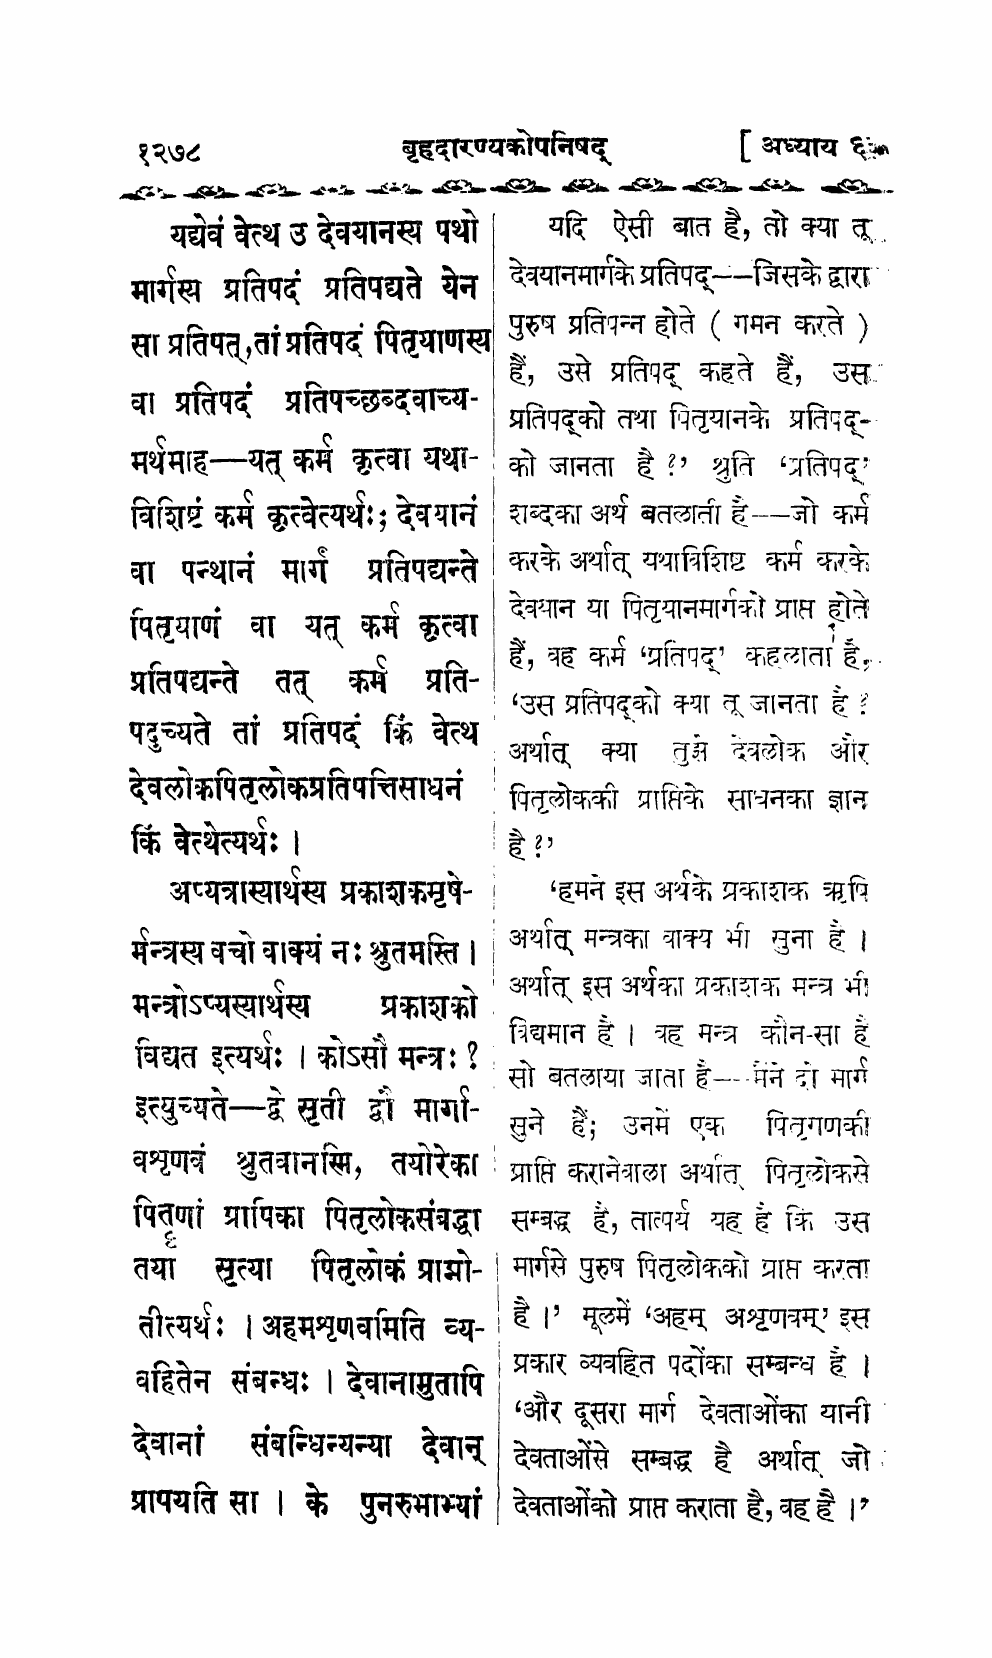 १२७८ बृहदारण्यकोपनिषद् [ अध्याय ६
यद्येवं वेत्थ उ देवयानस्य पथो
मार्गस्य प्रतिपदं प्रतिपद्यते येन
सा प्रतिपत्,तां प्रतिपदं पितृयाणस्य
वा प्रतिपदं प्रतिपच्छब्दवाच्य-
मर्थमाह—यत् कर्म कृत्वा यथा-
विशिष्टं कर्म कृत्वेत्यर्थः; देवयानं
वा पन्थानं मार्गं प्रतिपद्यन्ते
पितृयाणं वा यत् कर्म कृत्वा
प्रतिपद्यन्ते तत् कर्म प्रति-
पदुच्यते तां प्रतिपदं किं वेत्थ
देवलोकपितृलोकप्रतिपत्तिसाधनं
किं वेत्थेत्यर्थः ।
अप्यत्रास्यार्थस्य प्रकाशकमृषे-
र्मन्त्रस्य वचो वाक्यं नः श्रुतमस्ति ।
मन्त्रोऽप्यस्यार्थस्य प्रकाशको
विद्यत इत्यर्थः । कोऽसौ मन्त्रः ?
इत्युच्यते—द्वे सृती द्वौ मार्गा-
वशृणवं श्रुतवानस्मि, तयोरेका
पितॄणां प्रापिका पितृलोकसंबद्धा
तया सृत्या पितृलोकं प्राप्नो-
तीत्यर्थः । अहमशृणवमिति व्य-
वहितेन संबन्धः । देवानामुतापि
देवानां संबन्धिन्यन्या देवान्
प्रापयति सा । के पुनरुभाभ्यां
यदि ऐसी बात है, तो क्या तू
देवयानमार्गके प्रतिपद्——जिसके द्वारा
पुरुष प्रतिपन्न होते ( गमन करते )
हैं, उसे प्रतिपद् कहते हैं, उस
प्रतिपद्को तथा पितृयानके प्रतिपद्-
को जानता है ?’ श्रुति ‘प्रतिपद्’
शब्दका अर्थ बतलाती है——जो कर्म
करके अर्थात् यथाविशिष्ट कर्म करके
देवयान या पितृयानमार्गको प्राप्त होते
हैं, वह कर्म ‘प्रतिपद्’ कहलाता है,
‘उस प्रतिपद्को क्या तू जानता है ?
अर्थात् क्या तुझे देवलोक और
पितृलोककी प्राप्तिके साधनका ज्ञान
है ?’
‘हमने इस अर्थके प्रकाशक ऋषि
अर्थात् मन्त्रका वाक्य भी सुना है ।
अर्थात् इस अर्थका प्रकाशक मन्त्र भी
विद्यमान है । वह मन्त्र कौन-सा है
सो बतलाया जाता है——मैंने दो मार्ग
सुने हैं; उनमें एक पितृगणकी
प्राप्ति करानेवाला अर्थात् पितृलोकसे
सम्बद्ध है, तात्पर्य यह है कि उस
मार्गसे पुरुष पितृलोकको प्राप्त करता
है ।’ मूलमें ‘अहम् अशृणवम्’ इस
प्रकार व्यवहित पदोंका सम्बन्ध है ।
‘और दूसरा मार्ग देवताओंका यानी
देवताओंसे सम्बद्ध है अर्थात् जो
देवताओंको प्राप्त कराता है, वह है ।’